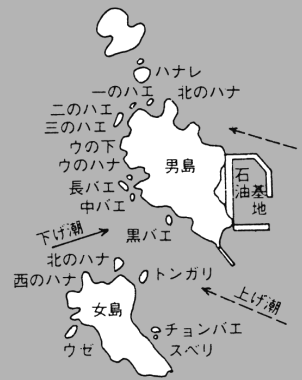 ハナレ
一のハエ
北のハナ
二のハエ
三のハエ
ウの下
ウのハナ
男島
石油基地
長バエ
中バエ
黒バエ
下げ潮
北のハナ
西のハナ
トンガリ
上げ潮
女島
チョンバエ
ウゼ
スベリ